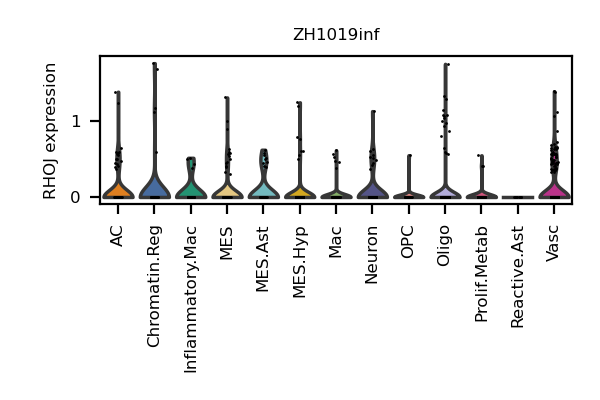 ZH1019inf
RHOJ expression
1
0
AC
Chromatin.Reg
Inflammatory.Mac
MES
MES.Ast
MES.Hyp
Mac
Neuron
OPC
Oligo
Prolif.Metab
Reactive.Ast
Vasc